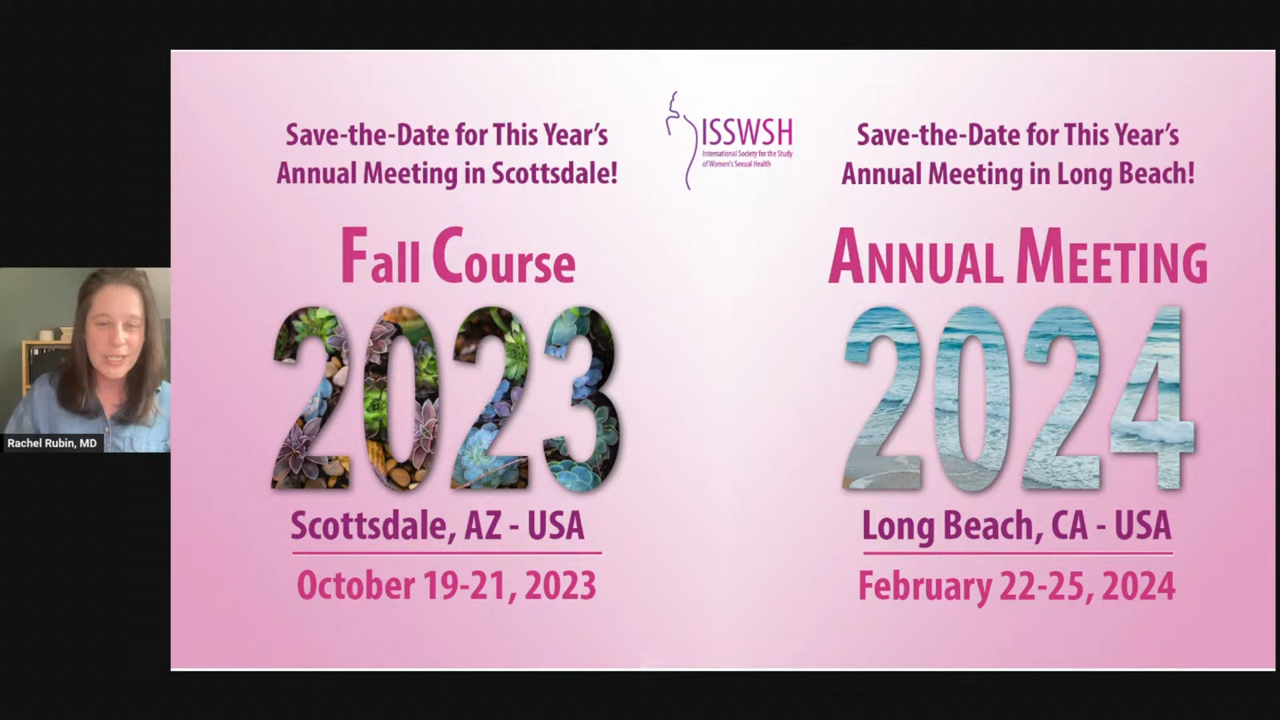 Save-the-Date for This Year's
Annual Meeting in Scottsdale!
Fall Course
2023
Scottsdale, AZ - USA
October 19-21, 2023
ISSWSH
International Society for the Study
of Women's Sexual Health
Save-the-Date for This Year's
Annual Meeting in Long Beach!
ANNUAL MEETING
2024
Long Beach, CA - USA
February 22-25, 2024
Rachel Rubin, MD